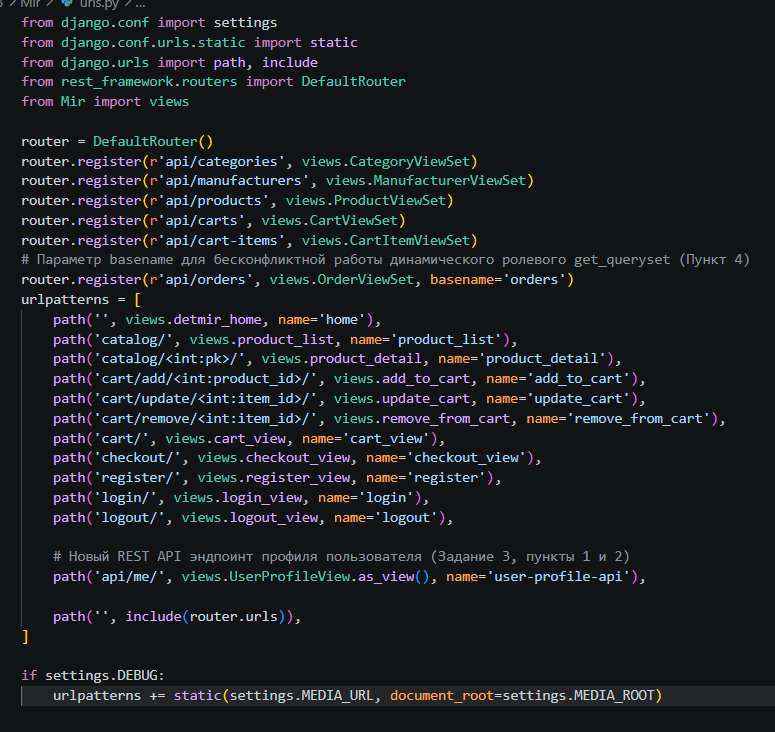 Mir > urls.py > ...
from django.conf import settings
from django.conf.urls.static import static
from django.urls import path, include
from rest_framework.routers import DefaultRouter
from Mir import views

router = DefaultRouter()
router.register(r'api/categories', views.CategoryViewSet)
router.register(r'api/manufacturers', views.ManufacturerViewSet)
router.register(r'api/products', views.ProductViewSet)
router.register(r'api/carts', views.CartViewSet)
router.register(r'api/cart-items', views.CartItemViewSet)
# Параметр basename для бесконфликтной работы динамического ролевого get_queryset (Пункт 4)
router.register(r'api/orders', views.OrderViewSet, basename='orders')
urlpatterns = [
    path('', views.detmir_home, name='home'),
    path('catalog/', views.product_list, name='product_list'),
    path('catalog/<int:pk>/', views.product_detail, name='product_detail'),
    path('cart/add/<int:product_id>/', views.add_to_cart, name='add_to_cart'),
    path('cart/update/<int:item_id>/', views.update_cart, name='update_cart'),
    path('cart/remove/<int:item_id>/', views.remove_from_cart, name='remove_from_cart'),
    path('cart/', views.cart_view, name='cart_view'),
    path('checkout/', views.checkout_view, name='checkout_view'),
    path('register/', views.register_view, name='register'),
    path('login/', views.login_view, name='login'),
    path('logout/', views.logout_view, name='logout'),

    # Новый REST API эндпоинт профиля пользователя (Задание 3, пункты 1 и 2)
    path('api/me/', views.UserProfileView.as_view(), name='user-profile-api'),

    path('', include(router.urls)),
]

if settings.DEBUG:
    urlpatterns += static(settings.MEDIA_URL, document_root=settings.MEDIA_ROOT)